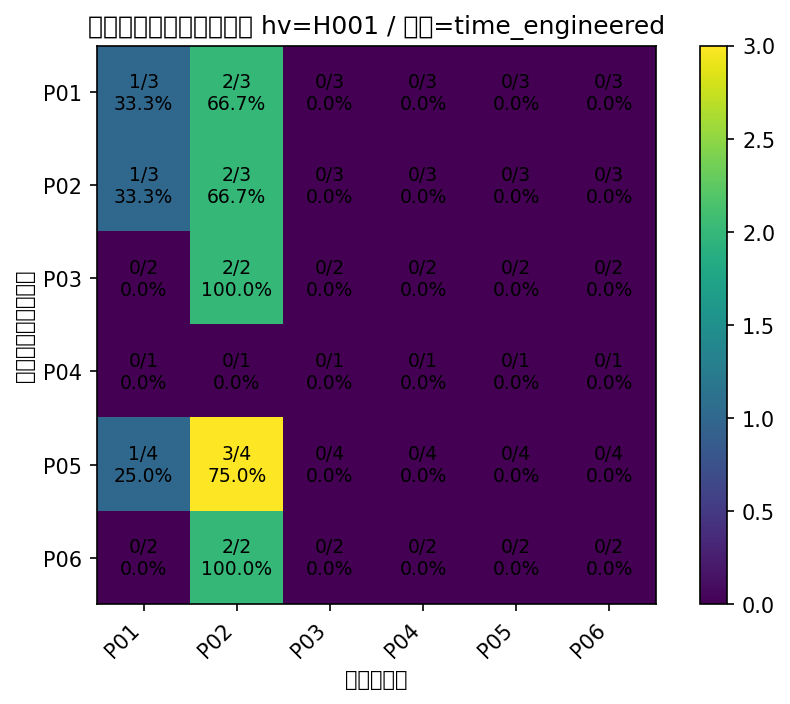 hv=H001 / =time_engineered
P01 1/3 2/3 0/3 0/3 0/3 0/3
33.3% 66.7% 0.0% 0.0% 0.0% 0.0%
P02 1/3 2/3 0/3 0/3 0/3 0/3
33.3% 66.7% 0.0% 0.0% 0.0% 0.0%
P03 0/2 2/2 0/2 0/2 0/2 0/2
0.0% 100.0% 0.0% 0.0% 0.0% 0.0%
P04 0/1 0/1 0/1 0/1 0/1 0/1
0.0% 0.0% 0.0% 0.0% 0.0% 0.0%
P05 1/4 3/4 0/4 0/4 0/4 0/4
25.0% 75.0% 0.0% 0.0% 0.0% 0.0%
P06 0/2 2/2 0/2 0/2 0/2 0/2
0.0% 100.0% 0.0% 0.0% 0.0% 0.0%
P01 P02 P03 P04 P05 P06
3.0
2.5
2.0
1.5
1.0
0.5
0.0